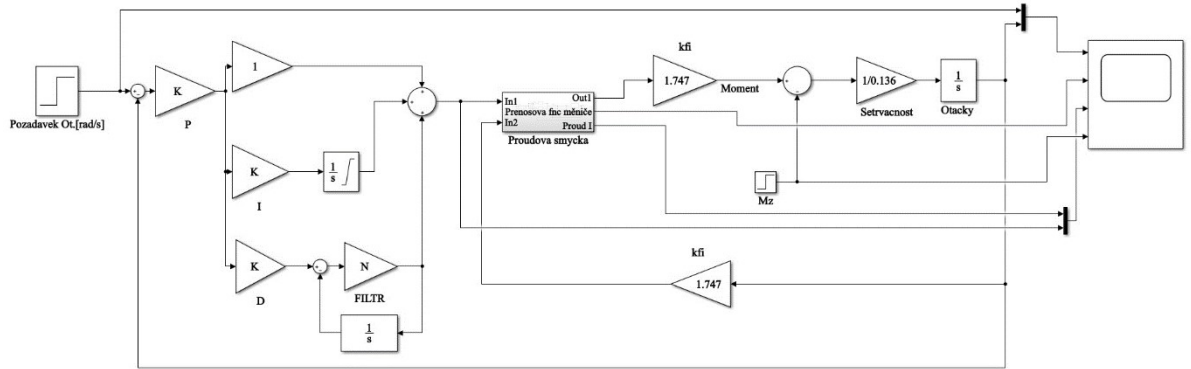 Pozadavek Ot.[rad/s]
K
P
1
K
I
1
s
K
D
N
FILTR
1
s
In1
Out1
Prenosova fnc měniče
In2
Proud I
Proudova smycka
kfi
1.747
Moment
1/0.136
Setrvacnost
1
s
Otacky
Mz
kfi
1.747